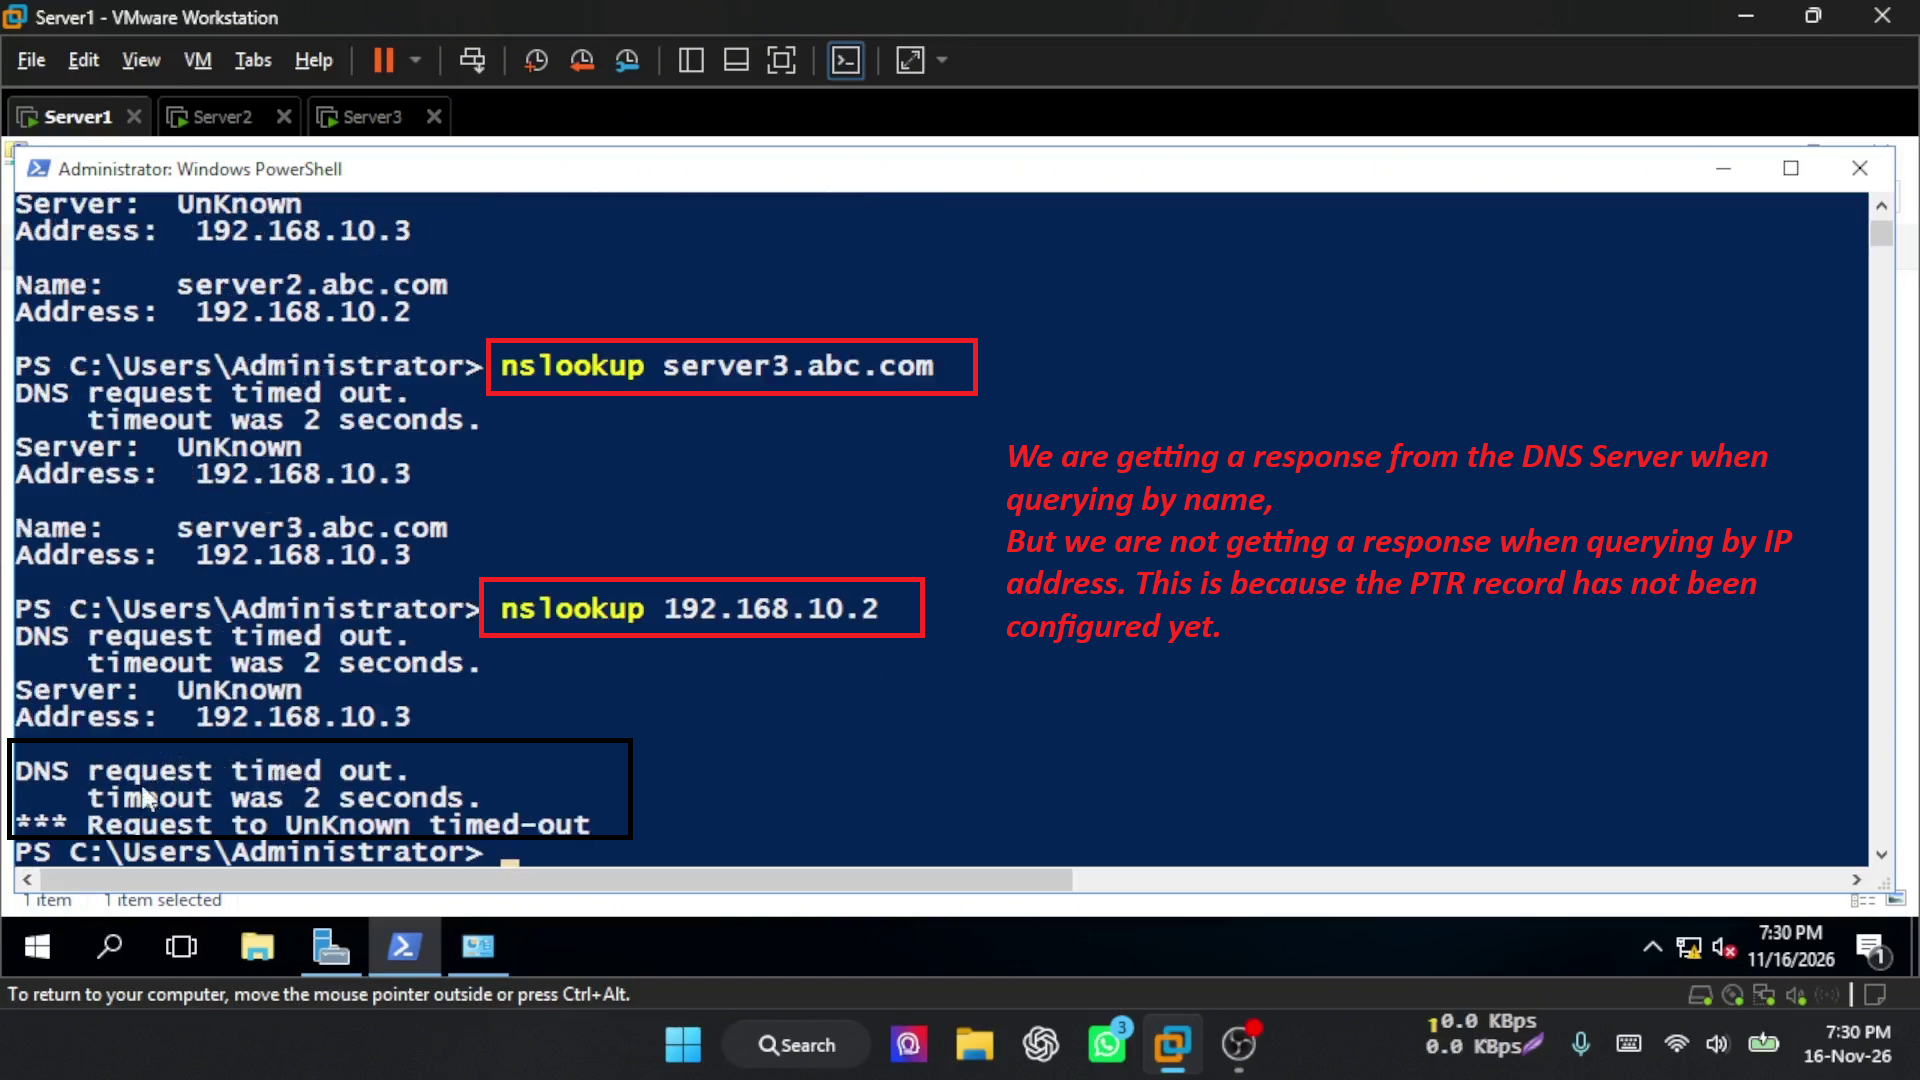 Server1 - VMware Workstation
File Edit View VM Tabs Help
Server1 Server2 Server3
Administrator: Windows PowerShell
Server: UnKnown
Address: 192.168.10.3
Name: server2.abc.com
Address: 192.168.10.2
PS C:\Users\Administrator> nslookup server3.abc.com
DNS request timed out.
timeout was 2 seconds.
Server: UnKnown
Address: 192.168.10.3
Name: server3.abc.com
Address: 192.168.10.3
PS C:\Users\Administrator> nslookup 192.168.10.2
DNS request timed out.
timeout was 2 seconds.
Server: UnKnown
Address: 192.168.10.3
DNS request timed out.
timeout was 2 seconds.
*** Request to UnKnown timed-out
PS C:\Users\Administrator>
We are getting a response from the DNS Server when
querying by name,
But we are not getting a response when querying by IP
address. This is because the PTR record has not been
configured yet.
1 item 1 item selected
7:30 PM
11/16/2026
1
To return to your computer, move the mouse pointer outside or press Ctrl+Alt.
Search
3
0.0 KBps
0.0 KBps
7:30 PM
16-Nov-26